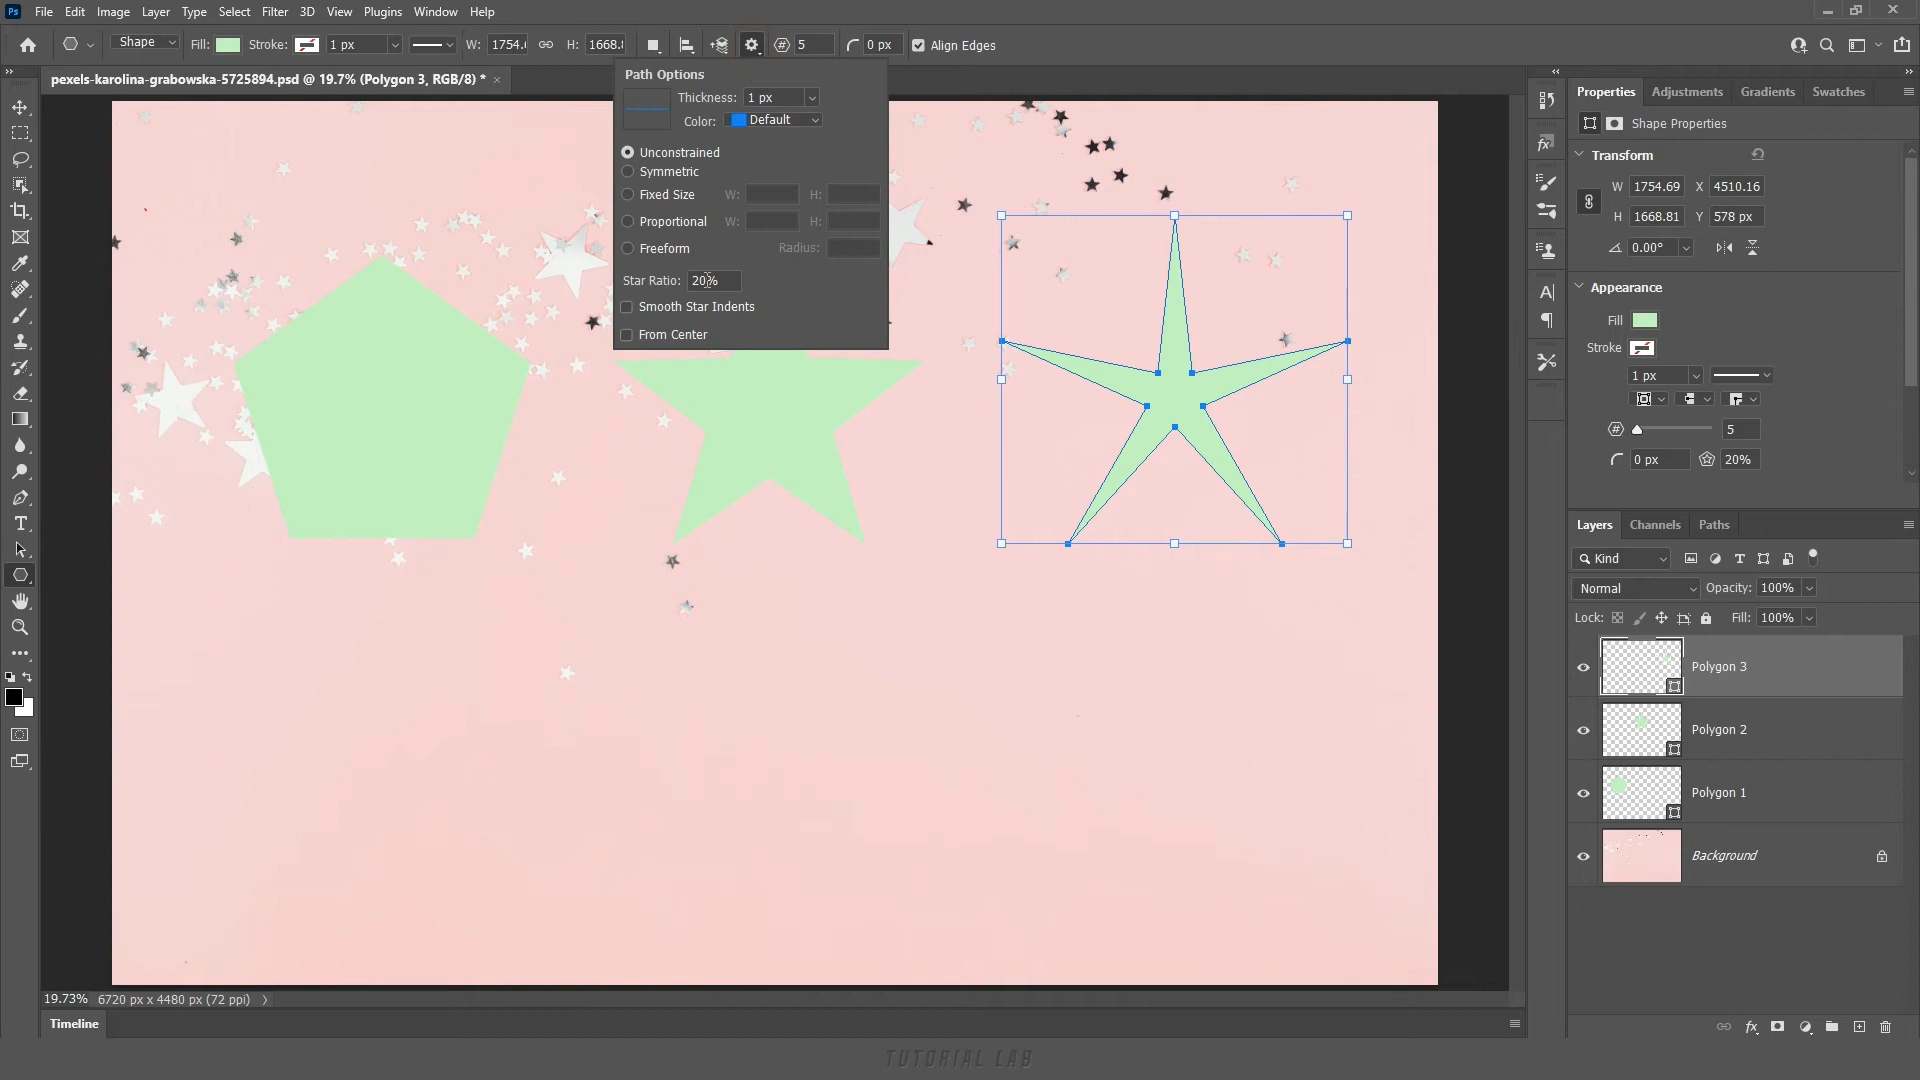 Ps File Edit Image Layer Type Select Filter 3D View Plugins Window Help
Shape Fill: Stroke: 1 px W: 1754.6 H: 1668.8 5 0 px Align Edges
pexels-karolina-grabowska-5725894.psd @ 19.7% (Polygon 3, RGB/8) *
Path Options
Thickness: 1 px
Color: Default
Unconstrained
Symmetric
Fixed Size W: H:
Proportional W: H:
Freeform Radius:
Star Ratio: 20%
Smooth Star Indents
From Center
Properties Adjustments Gradients Swatches
Shape Properties
Transform
W 1754.69 X 4510.16
H 1668.81 Y 578 px
0.00°
Appearance
Fill
Stroke
1 px
5
0 px 20%
Layers Channels Paths
Kind
Normal Opacity: 100%
Lock: Fill: 100%
Polygon 3
Polygon 2
Polygon 1
Background
19.73% 6720 px x 4480 px (72 ppi)
Timeline
TUTORIAL LAB